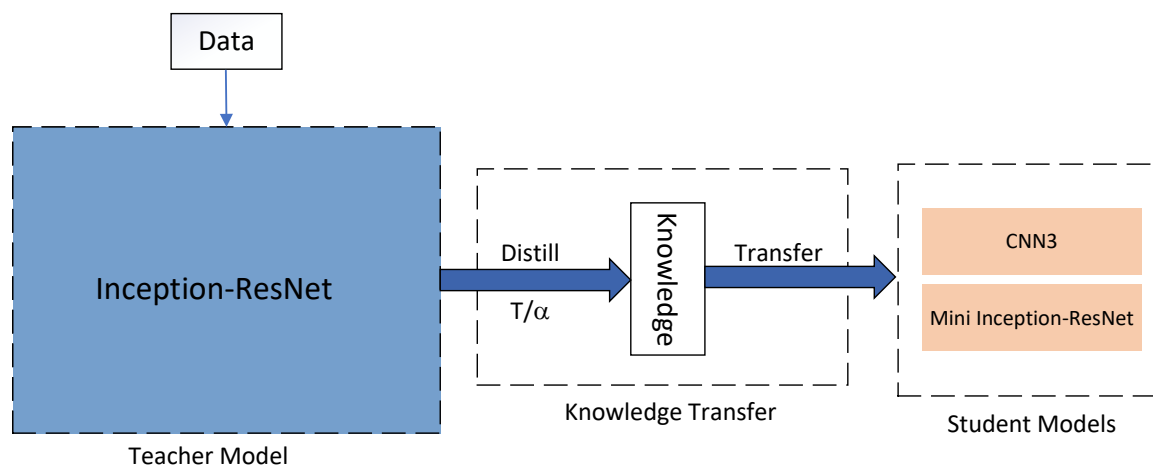 Data
Inception-ResNet
Teacher Model
Distill
T/α
Knowledge
Transfer
Knowledge Transfer
CNN3
Mini Inception-ResNet
Student Models